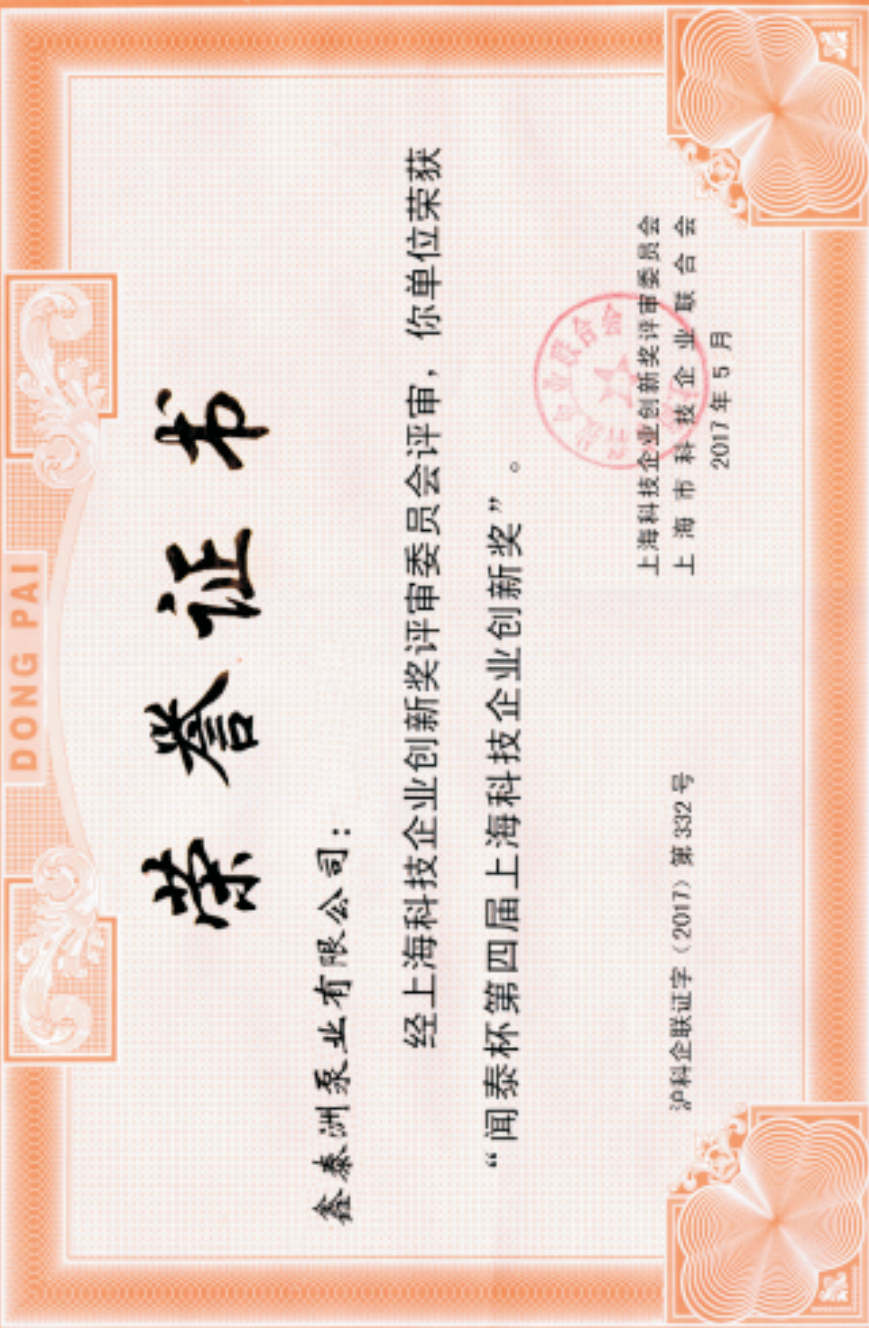 DONG PAI
荣誉证书
鑫泰洲泵业有限公司：
经上海科技企业创新奖评审委员会评审，你单位荣获
“闻泰杯第四届上海科技企业创新奖”。
上海科技企业创新奖评审委员会
沪科企联证字（2017）第332号
上海市科技企业联合会
2017年5月